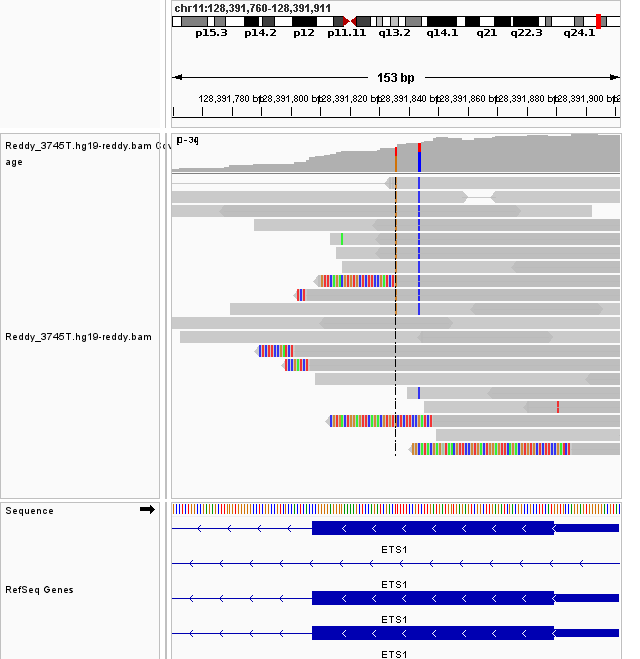 chr11:128,391,760-128,391,911
p15.3 p14.2 p12 p11.11 q13.2 q14.1 q21 q22.3 q24.1
153 bp
128,391,780 bp 128,391,800 bp 128,391,820 bp 128,391,840 bp 128,391,860 bp 128,391,880 bp 128,391,900 bp
Reddy_3745T.hg19-reddy.bam Cov
age
[0-34]
Reddy_3745T.hg19-reddy.bam
Sequence
ETS1
RefSeq Genes
ETS1
ETS1
ETS1